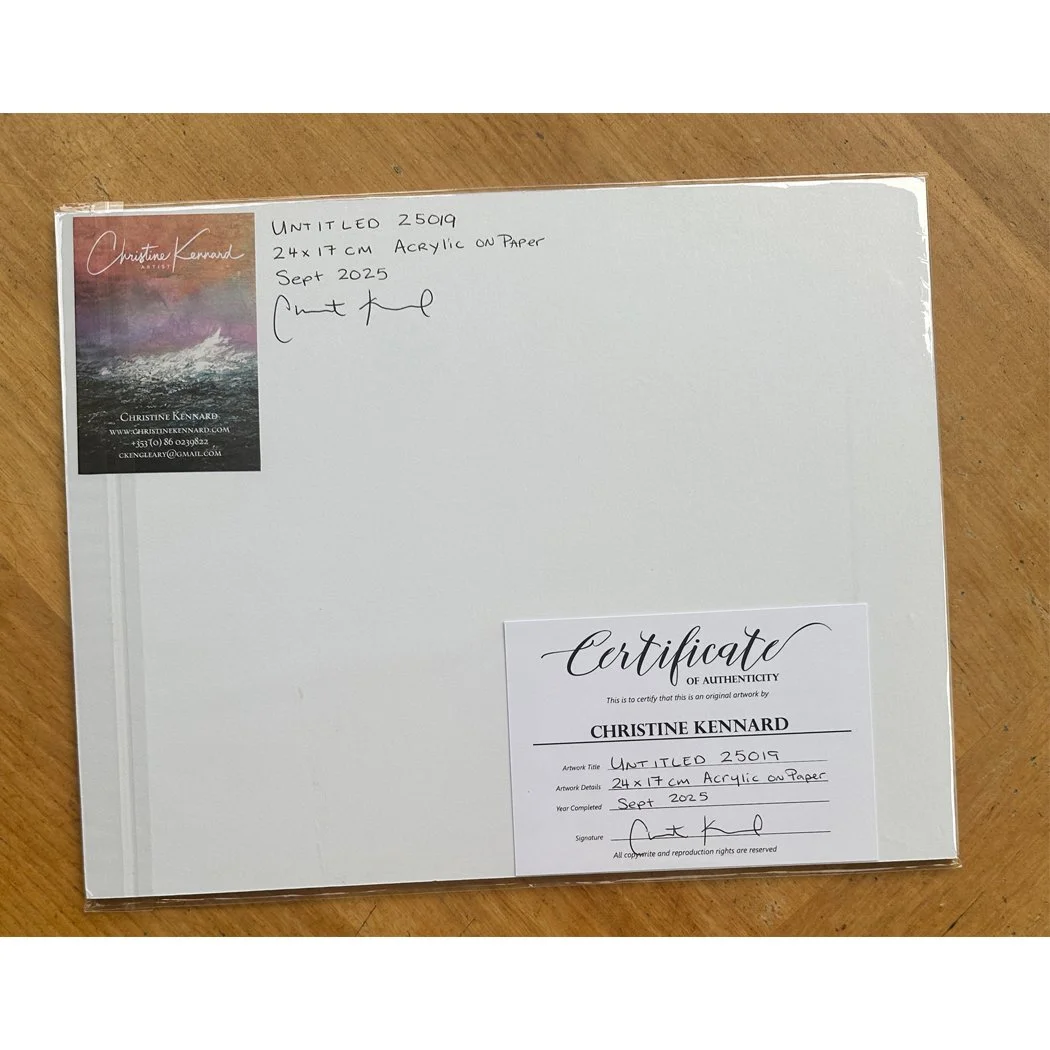 Christine Kennard
ARTIST
CHRISTINE KENNARD
WWW.CHRISTINEKENNARD.COM
+353 (0) 86 0239822
CKENGLEARY@GMAIL.COM
UNTITLED 25019
24 x 17 CM ACRYLIC ON PAPER
Sept 2025
Certificate
OF AUTHENTICITY
This is to certify that this is an original artwork by
CHRISTINE KENNARD
Artwork Title UNTITLED 25019
Artwork Details 24 x 17 cm Acrylic on Paper
Year Completed Sept 2025
Signature
All copywrite and reproduction rights are reserved